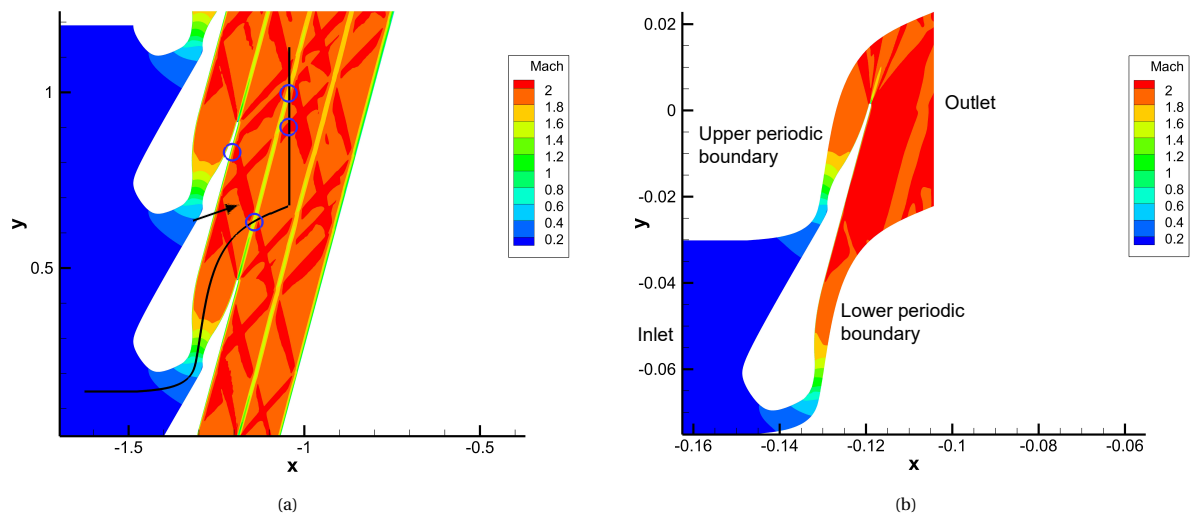 1
0.5
y
-1.5
-1
-0.5
x
Mach
2
1.8
1.6
1.4
1.2
1
0.8
0.6
0.4
0.2
(a)
0.02
0
-0.02
-0.04
-0.06
y
Upper periodic
boundary
Outlet
Inlet
Lower periodic
boundary
-0.16
-0.14
-0.12
-0.1
-0.08
-0.06
x
Mach
2
1.8
1.6
1.4
1.2
1
0.8
0.6
0.4
0.2
(b)